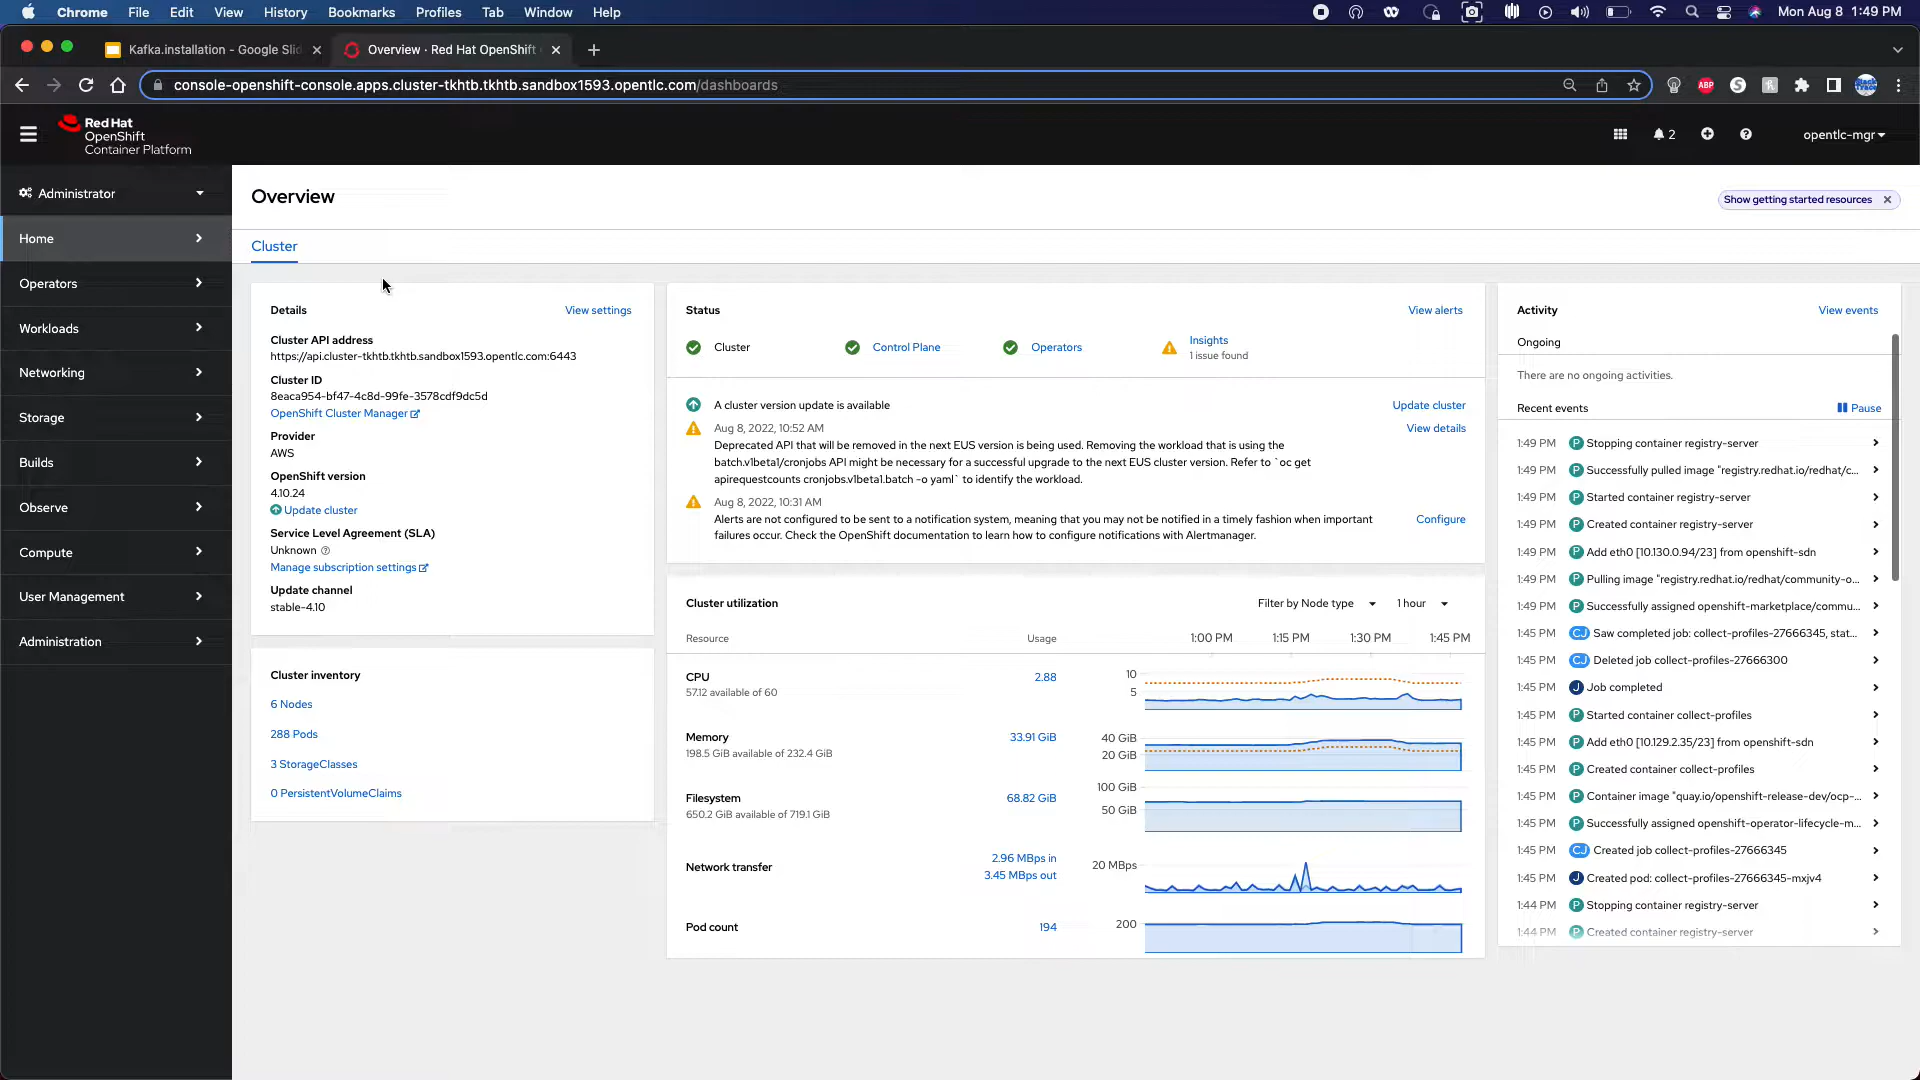 Chrome File Edit View History Bookmarks Profiles Tab Window Help
Mon Aug 8 1:49 PM
Kafka.installation - Google Slid
Overview · Red Hat OpenShift
console-openshift-console.apps.cluster-tkhtb.tkhtb.sandbox1593.opentlc.com/dashboards
ABP
Red Hat
OpenShift
Container Platform
2
opentlc-mgr
Administrator
Home
Operators
Workloads
Networking
Storage
Builds
Observe
Compute
User Management
Administration
Overview
Show getting started resources
Cluster
Details
View settings
Cluster API address
https://api.cluster-tkhtb.tkhtb.sandbox1593.opentlc.com:6443
Cluster ID
8eaca954-bf47-4c8d-99fe-3578cdf9dc5d
OpenShift Cluster Manager
Provider
AWS
OpenShift version
4.10.24
Update cluster
Service Level Agreement (SLA)
Unknown
Manage subscription settings
Update channel
stable-4.10
Cluster inventory
6 Nodes
288 Pods
3 StorageClasses
0 PersistentVolumeClaims
Status
View alerts
Cluster
Control Plane
Operators
Insights
1 issue found
A cluster version update is available
Update cluster
Aug 8, 2022, 10:52 AM
View details
Deprecated API that will be removed in the next EUS version is being used. Removing the workload that is using the
batch.v1beta1/cronjobs API might be necessary for a successful upgrade to the next EUS cluster version. Refer to `oc get
apirequestcounts cronjobs.v1beta1.batch -o yaml` to identify the workload.
Aug 8, 2022, 10:31 AM
Alerts are not configured to be sent to a notification system, meaning that you may not be notified in a timely fashion when important
failures occur. Check the OpenShift documentation to learn how to configure notifications with Alertmanager.
Configure
Cluster utilization
Filter by Node type
1 hour
Resource
Usage
1:00 PM
1:15 PM
1:30 PM
1:45 PM
CPU
57.12 available of 60
2.88
10
5
Memory
198.5 GiB available of 232.4 GiB
33.91 GiB
40 GiB
20 GiB
Filesystem
650.2 GiB available of 719.1 GiB
68.82 GiB
100 GiB
50 GiB
Network transfer
2.96 MBps in
3.45 MBps out
20 MBps
Pod count
194
200
Activity
View events
Ongoing
There are no ongoing activities.
Recent events
Pause
1:49 PM P Stopping container registry-server
1:49 PM P Successfully pulled image "registry.redhat.io/redhat/c...
1:49 PM P Started container registry-server
1:49 PM P Created container registry-server
1:49 PM P Add eth0 [10.130.0.94/23] from openshift-sdn
1:49 PM P Pulling image "registry.redhat.io/redhat/community-o...
1:49 PM P Successfully assigned openshift-marketplace/commu...
1:45 PM CJ Saw completed job: collect-profiles-27666345, stat...
1:45 PM CJ Deleted job collect-profiles-27666300
1:45 PM J Job completed
1:45 PM P Started container collect-profiles
1:45 PM P Add eth0 [10.129.2.35/23] from openshift-sdn
1:45 PM P Created container collect-profiles
1:45 PM P Container image "quay.io/openshift-release-dev/ocp-...
1:45 PM P Successfully assigned openshift-operator-lifecycle-m...
1:45 PM CJ Created job collect-profiles-27666345
1:45 PM J Created pod: collect-profiles-27666345-mxjv4
1:44 PM P Stopping container registry-server
1:44 PM P Created container registry-server